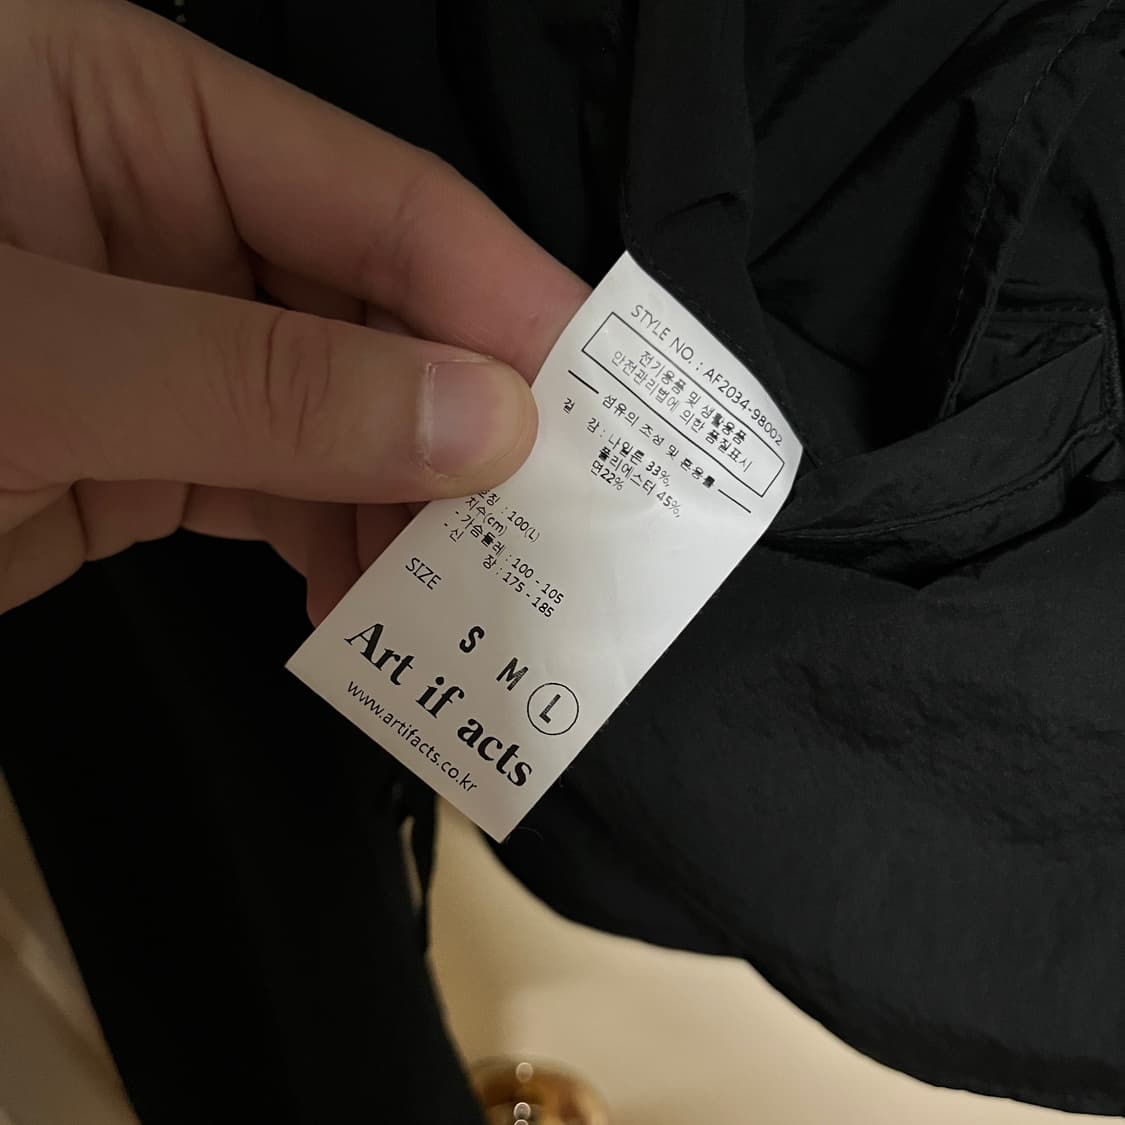 STYLE NO. : AF2034-98002
전기용품 및 생활용품
안전관리법에 의한 품질표시
섬유의 조성 및 혼용률
겉 감 : 나일론 33%,
폴리에스터 45%,
면22%
호칭 : 100(L)
치수(cm)
- 가슴둘레 : 100 - 105
- 신 장 : 175 - 185
SIZE
S M L
Art if acts
www.artifacts.co.kr